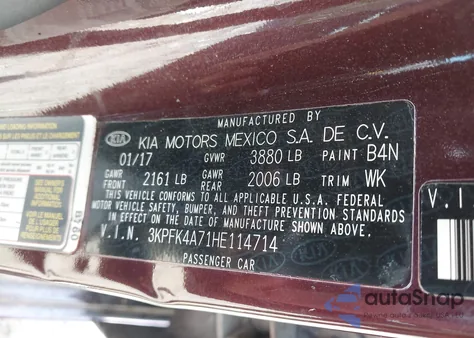 MANUFACTURED BY
KIA KIA MOTORS MEXICO S.A. DE C.V.
01/17 GVWR 3880 LB PAINT B4N
GAWR FRONT 2161 LB GAWR REAR 2006 LB TRIM WK
THIS VEHICLE CONFORMS TO ALL APPLICABLE U.S.A. FEDERAL
MOTOR VEHICLE SAFETY, BUMPER, AND THEFT PREVENTION STANDARDS
IN EFFECT ON THE DATE OF MANUFACTURE SHOWN ABOVE.
V.I.N. 3KPFK4A71HE114714
PASSENGER CAR
V.I
autoSnap